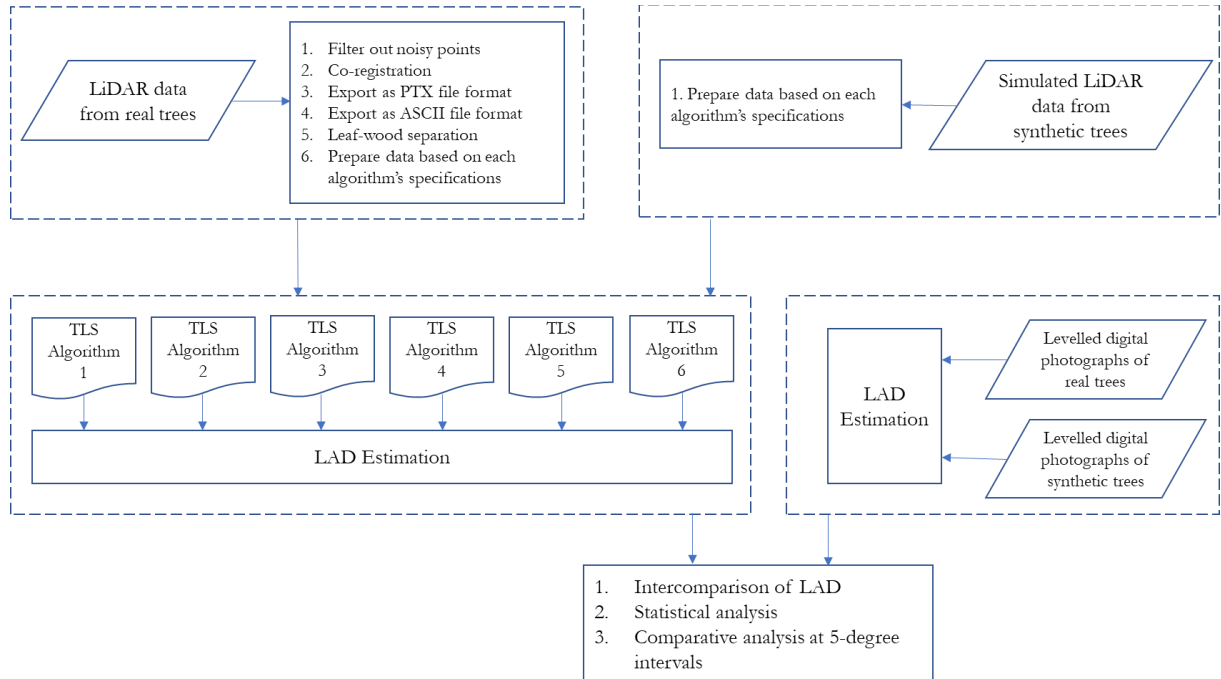 LiDAR data
from real trees
1. Filter out noisy points
2. Co-registration
3. Export as PTX file format
4. Export as ASCII file format
5. Leaf-wood separation
6. Prepare data based on each
algorithm's specifications
1. Prepare data based on each
algorithm's specifications
Simulated LiDAR
data from
synthetic trees
TLS
Algorithm
1
TLS
Algorithm
2
TLS
Algorithm
3
TLS
Algorithm
4
TLS
Algorithm
5
TLS
Algorithm
6
LAD Estimation
LAD
Estimation
Levelled digital
photographs of
real trees
Levelled digital
photographs of
synthetic trees
1. Intercomparison of LAD
2. Statistical analysis
3. Comparative analysis at 5-degree
intervals